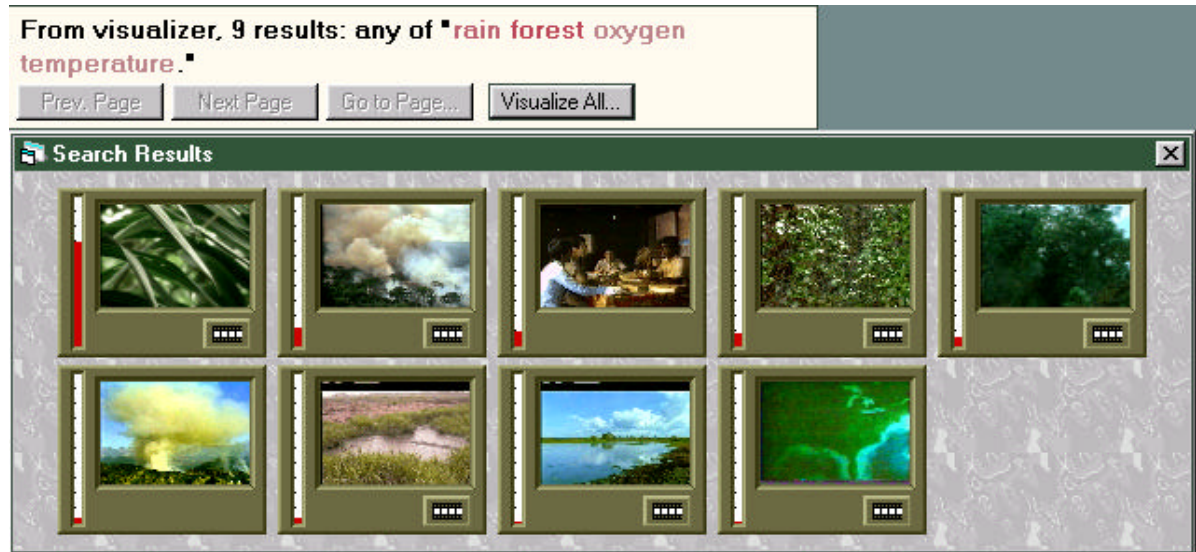 From visualizer, 9 results: any of "rain forest oxygen
temperature."
Prev. Page Next Page Go to Page... Visualize All...
Search Results